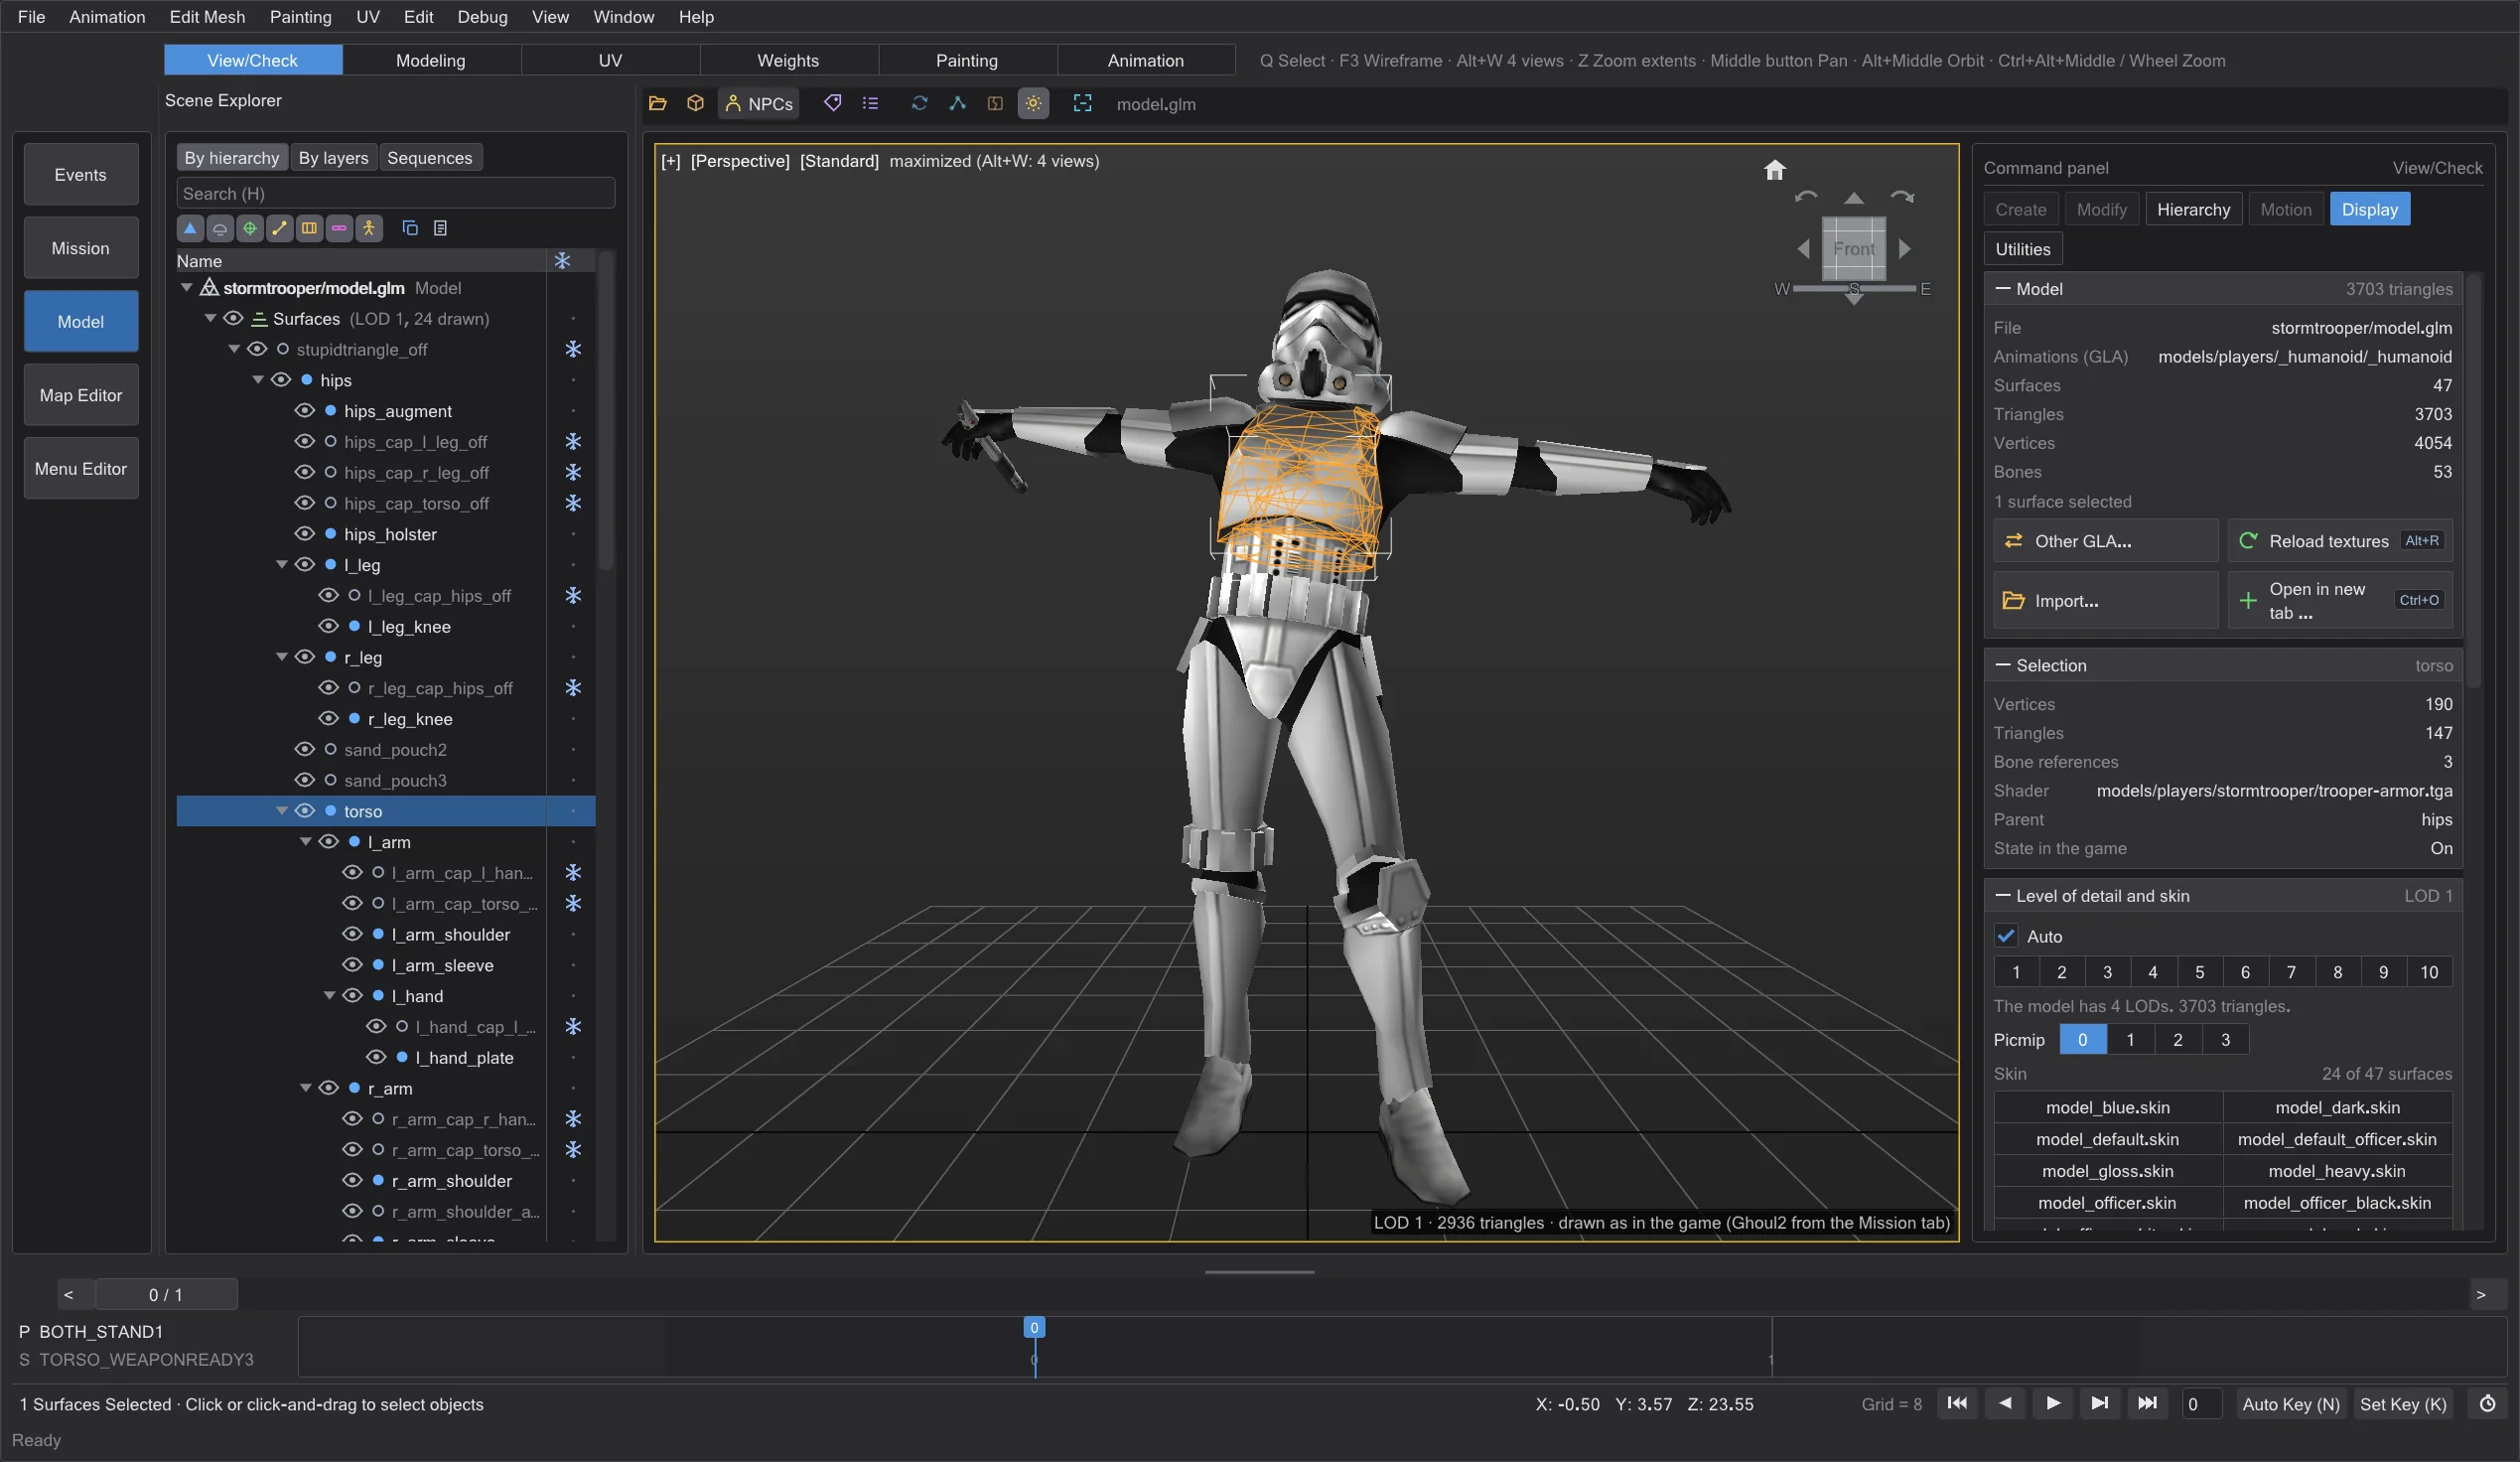 File Animation Edit Mesh Painting UV Edit Debug View Window Help
View/Check Modeling UV Weights Painting Animation Q Select · F3 Wireframe · Alt+W 4 views · Z Zoom extents · Middle button Pan · Alt+Middle Orbit · Ctrl+Alt+Middle / Wheel Zoom
Scene Explorer
NPCs model.glm
Events
Mission
Model
Map Editor
Menu Editor
By hierarchy By layers Sequences
Search (H)
Name
stormtrooper/model.glm Model
Surfaces (LOD 1, 24 drawn)
stupidtriangle_off
hips
hips_augment
hips_cap_l_leg_off
hips_cap_r_leg_off
hips_cap_torso_off
hips_holster
l_leg
l_leg_cap_hips_off
l_leg_knee
r_leg
r_leg_cap_hips_off
r_leg_knee
sand_pouch2
sand_pouch3
torso
l_arm
l_arm_cap_l_han...
l_arm_cap_torso_...
l_arm_shoulder
l_arm_sleeve
l_hand
l_hand_cap_l_...
l_hand_plate
r_arm
r_arm_cap_r_han...
r_arm_cap_torso_...
r_arm_shoulder
r_arm_shoulder_a...
[+] [Perspective] [Standard] maximized (Alt+W: 4 views)
Front
W S E
LOD 1 · 2936 triangles · drawn as in the game (Ghoul2 from the Mission tab)
Command panel View/Check
Create Modify Hierarchy Motion Display
Utilities
Model 3703 triangles
File stormtrooper/model.glm
Animations (GLA) models/players/_humanoid/_humanoid
Surfaces 47
Triangles 3703
Vertices 4054
Bones 53
1 surface selected
Other GLA... Reload textures Alt+R
Import... Open in new tab ... Ctrl+O
Selection torso
Vertices 190
Triangles 147
Bone references 3
Shader models/players/stormtrooper/trooper-armor.tga
Parent hips
State in the game On
Level of detail and skin LOD 1
Auto
1 2 3 4 5 6 7 8 9 10
The model has 4 LODs. 3703 triangles.
Picmip 0 1 2 3
Skin 24 of 47 surfaces
model_blue.skin model_dark.skin
model_default.skin model_default_officer.skin
model_gloss.skin model_heavy.skin
model_officer.skin model_officer_black.skin
< 0 / 1 >
P BOTH_STAND1
S TORSO_WEAPONREADY3
0
0 1
1 Surfaces Selected · Click or click-and-drag to select objects X: -0.50 Y: 3.57 Z: 23.55 Grid = 8 0 Auto Key (N) Set Key (K)
Ready